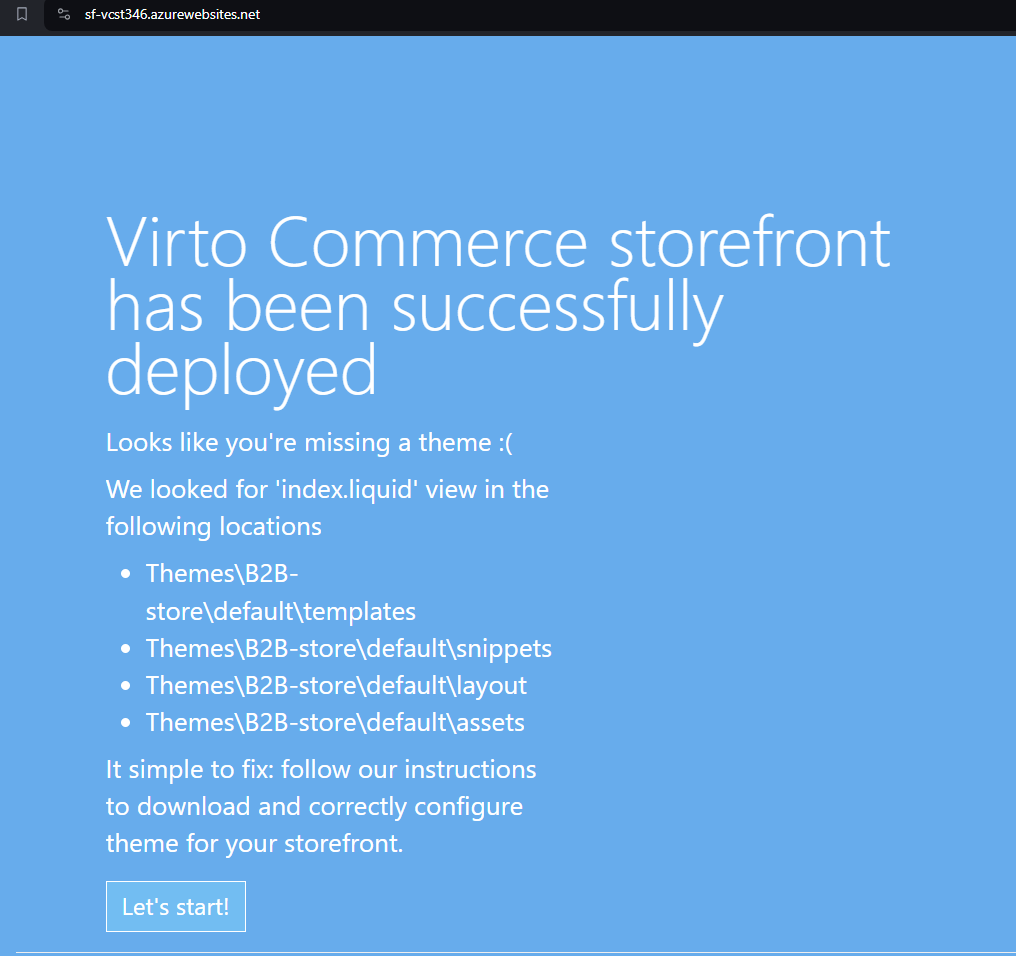 sf-vcst346.azurewebsites.net
Virto Commerce storefront
has been successfully
deployed
Looks like you're missing a theme :(
We looked for 'index.liquid' view in the
following locations
Themes\B2B-
store\default\templates
Themes\B2B-store\default\snippets
Themes\B2B-store\default\layout
Themes\B2B-store\default\assets
It simple to fix: follow our instructions
to download and correctly configure
theme for your storefront.
Let's start!